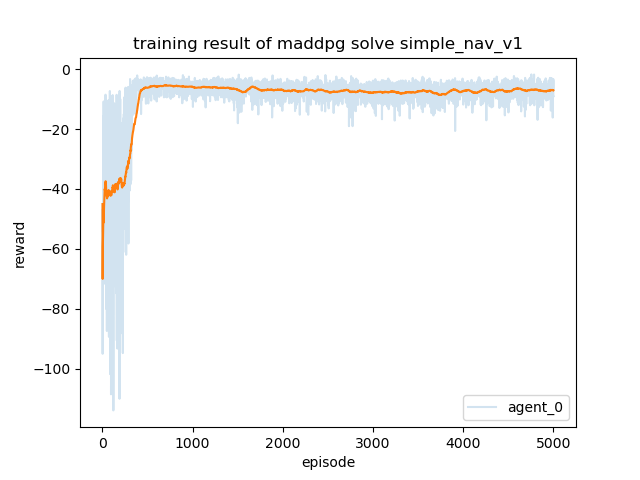 training result of maddpg solve simple_nav_v1
0
−20
−40
−60
−80
−100
reward
0 1000 2000 3000 4000 5000
episode
agent_0